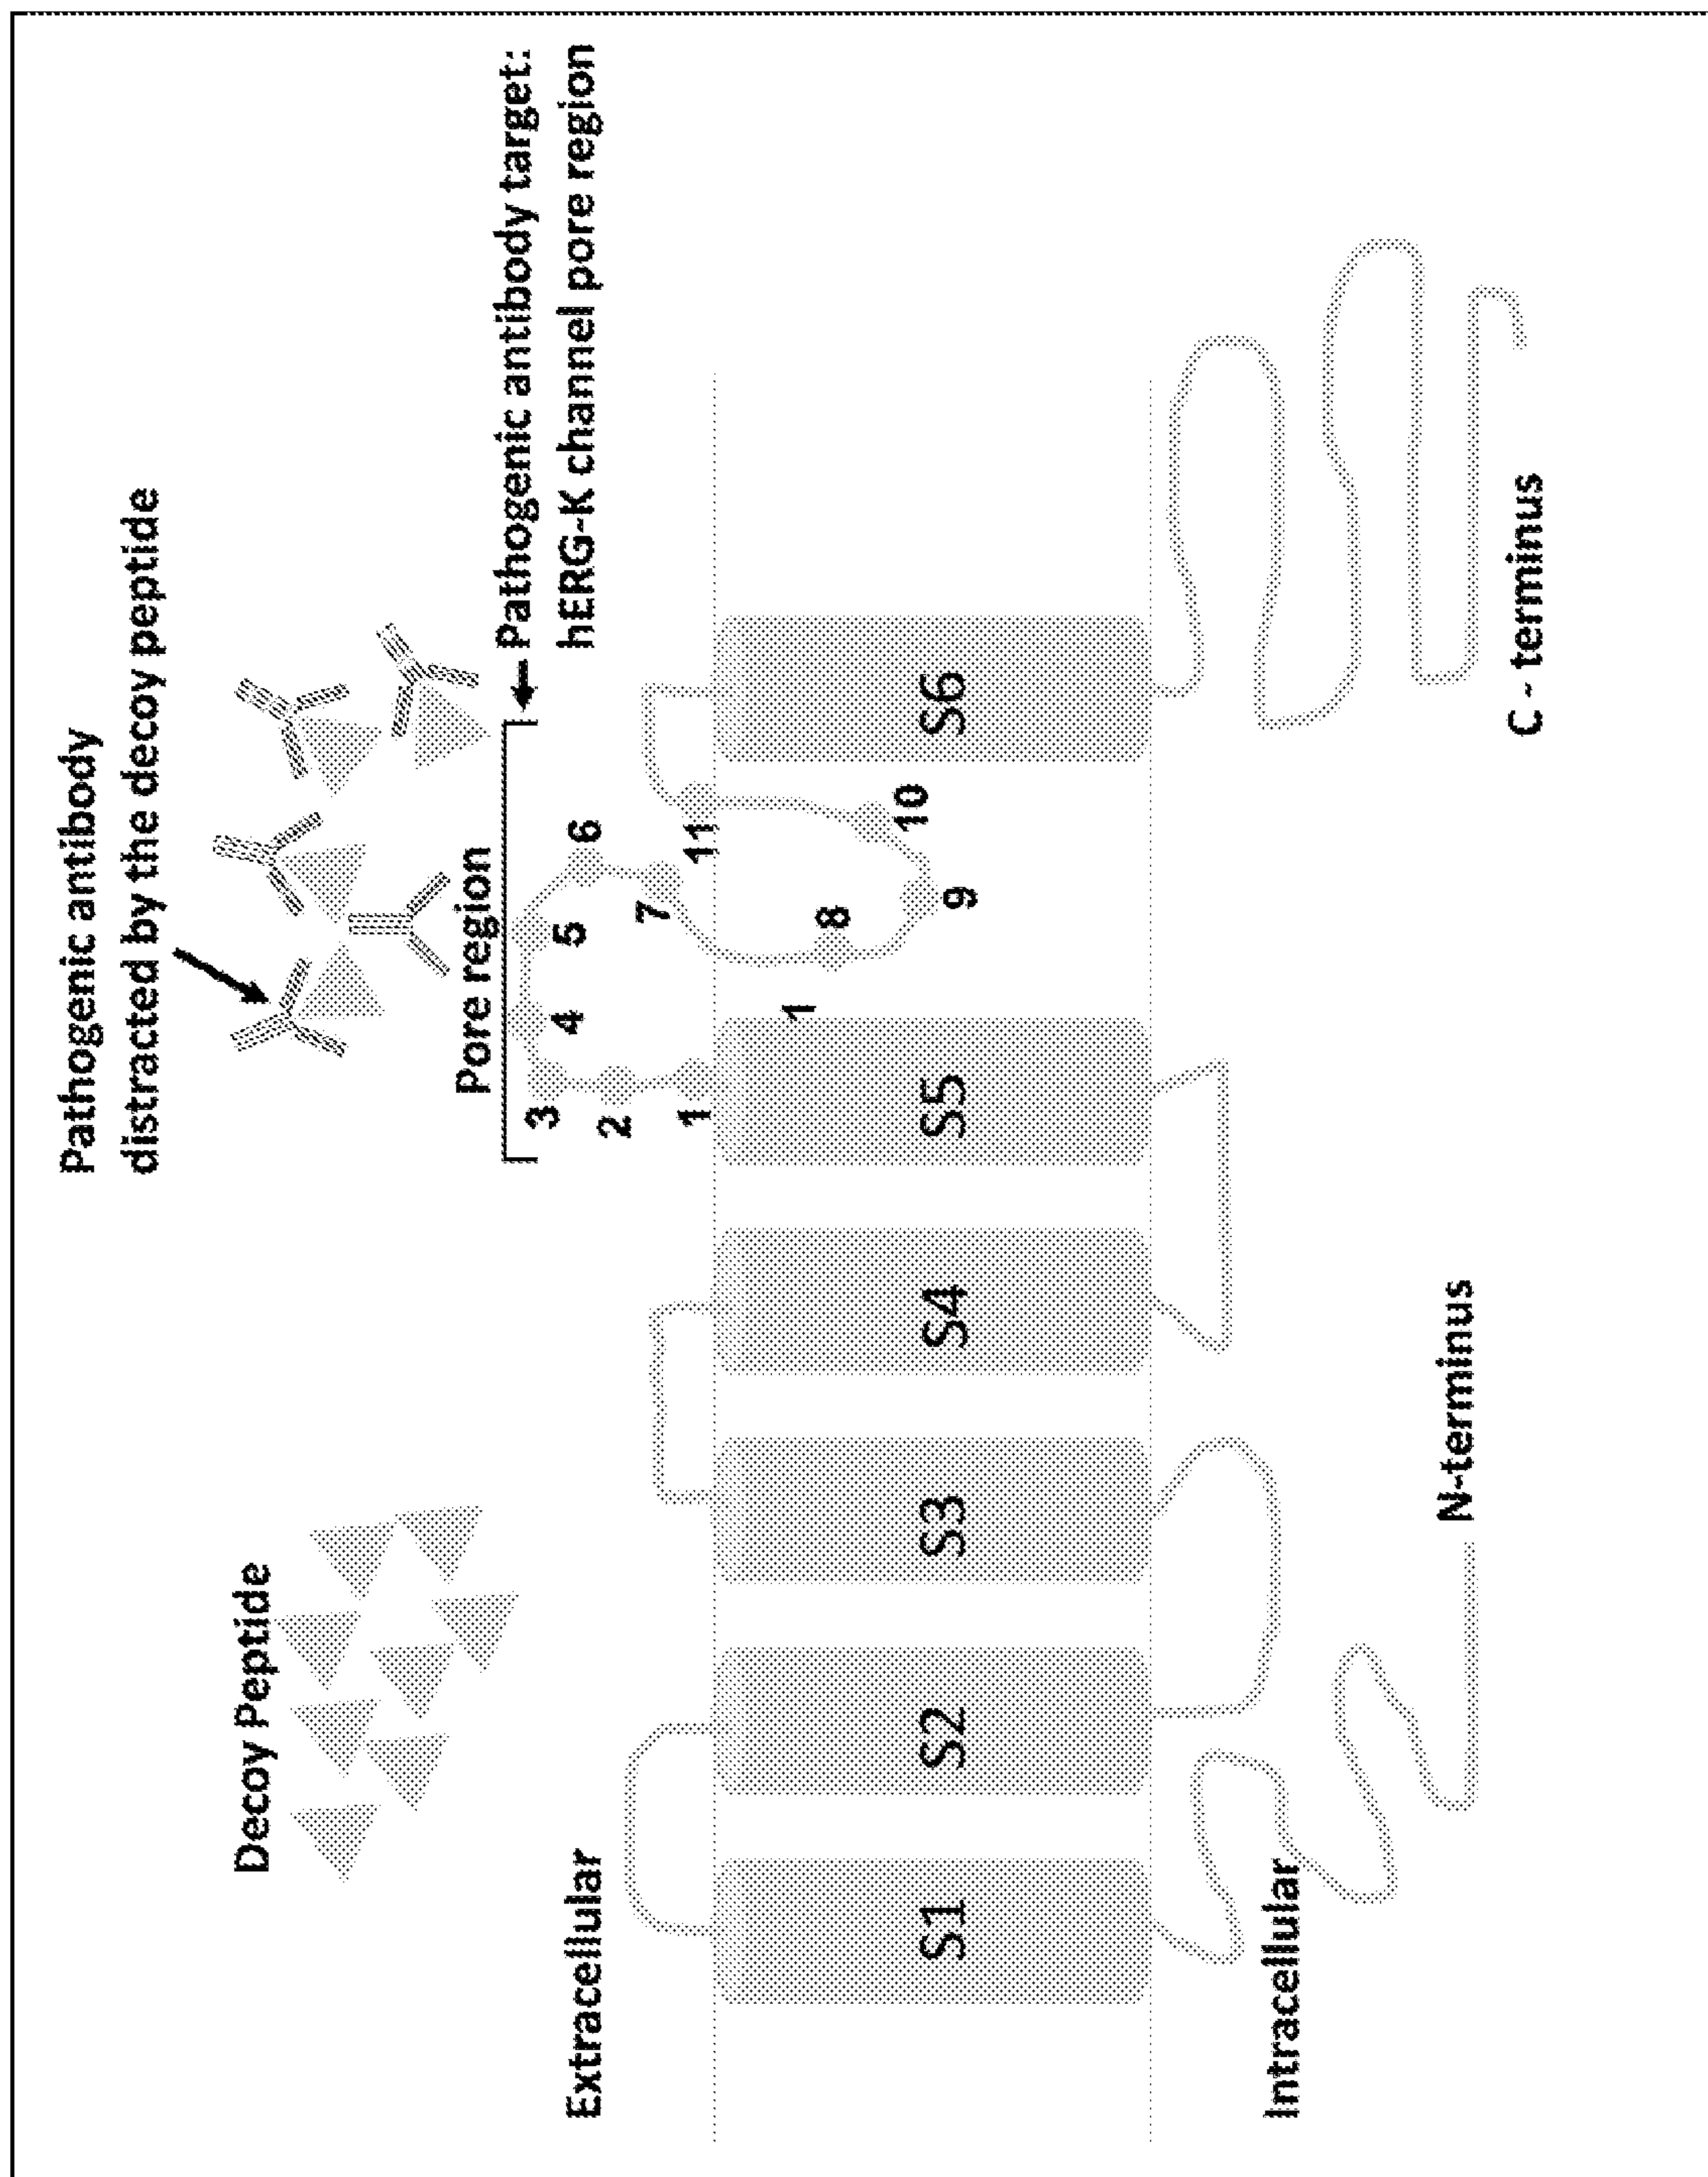 Pathogenic antibody
distracted by the decoy peptide
Decoy Peptide
Pore region
Pathogenic antibody target:
hERG-K channel pore region
Extracellular
3
4
5
6
2
7
1
11
1
8
10
9
S1
S2
S3
S4
S5
S6
Intracellular
N-terminus
C - terminus